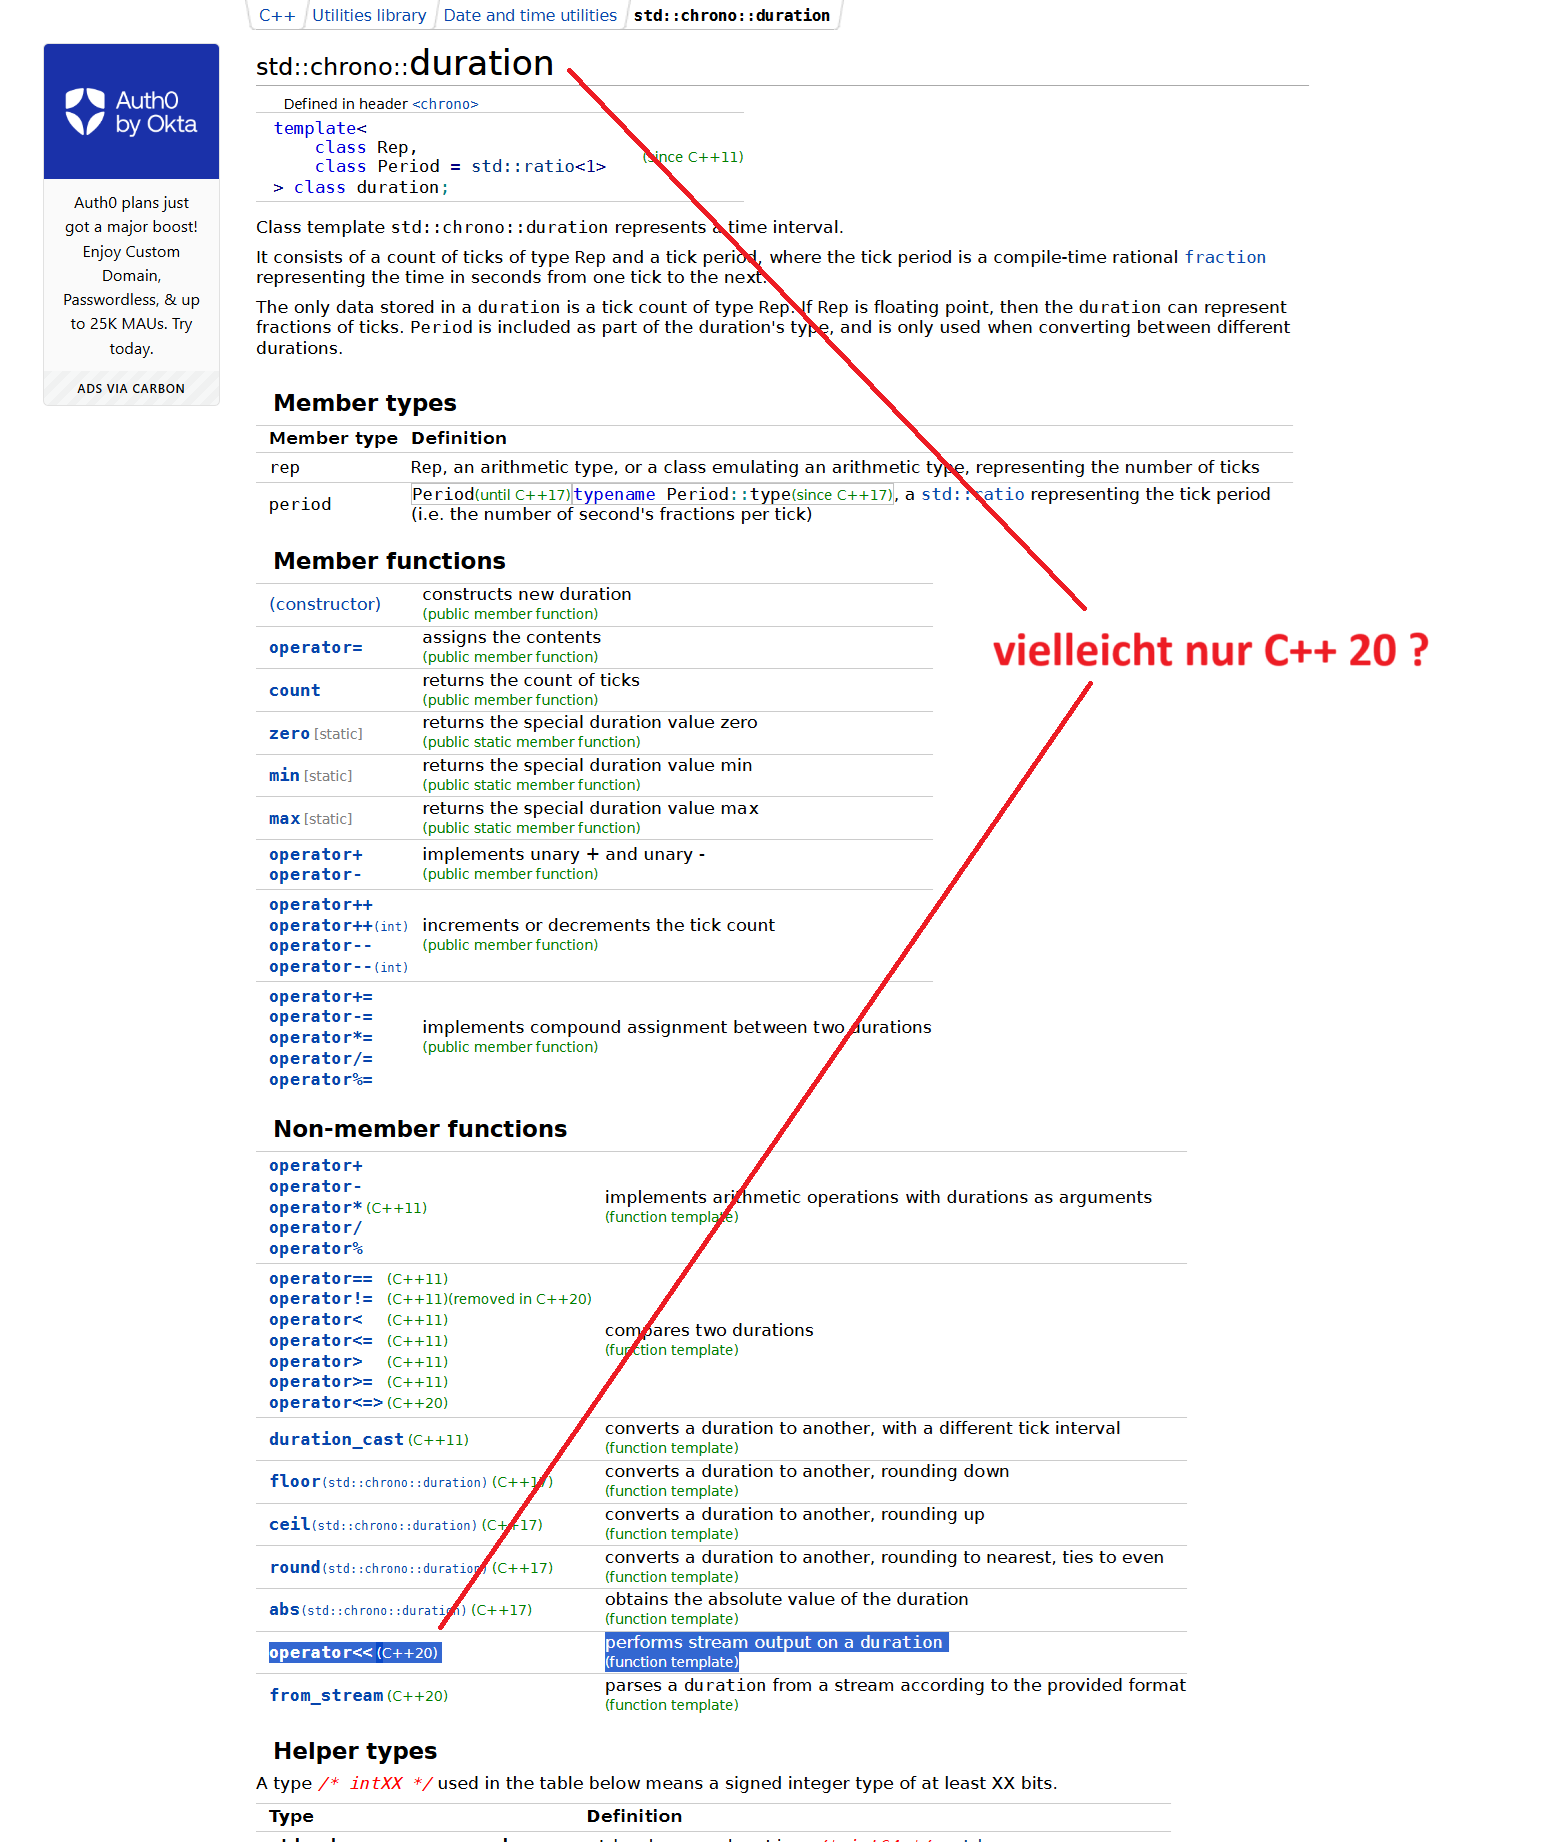 C++ Utilities library Date and time utilities std::chrono::duration
Auth0
by Okta
Auth0 plans just
got a major boost!
Enjoy Custom
Domain,
Passwordless, & up
to 25K MAUs. Try
today.
ADS VIA CARBON
std::chrono::duration
Defined in header <chrono>
template<
    class Rep,
    class Period = std::ratio<1>
> class duration;
(since C++11)
Class template std::chrono::duration represents a time interval.
It consists of a count of ticks of type Rep and a tick period, where the tick period is a compile-time rational fraction
representing the time in seconds from one tick to the next.
The only data stored in a duration is a tick count of type Rep. If Rep is floating point, then the duration can represent
fractions of ticks. Period is included as part of the duration's type, and is only used when converting between different
durations.
Member types
Member type Definition
rep Rep, an arithmetic type, or a class emulating an arithmetic type, representing the number of ticks
period Period(until C++17)typename Period::type(since C++17), a std::ratio representing the tick period
(i.e. the number of second's fractions per tick)
Member functions
(constructor) constructs new duration
(public member function)
operator= assigns the contents
(public member function)
vielleicht nur C++ 20 ?
count returns the count of ticks
(public member function)
zero [static] returns the special duration value zero
(public static member function)
min [static] returns the special duration value min
(public static member function)
max [static] returns the special duration value max
(public static member function)
operator+
operator-
implements unary + and unary -
(public member function)
operator++
operator++(int)
operator--
operator--(int)
increments or decrements the tick count
(public member function)
operator+=
operator-=
operator*=
operator/=
operator%=
implements compound assignment between two durations
(public member function)
Non-member functions
operator+
operator-
operator* (C++11)
operator/
operator%
implements arithmetic operations with durations as arguments
(function template)
operator== (C++11)
operator!= (C++11)(removed in C++20)
operator< (C++11)
operator<= (C++11)
operator> (C++11)
operator>= (C++11)
operator<=> (C++20)
compares two durations
(function template)
duration_cast (C++11) converts a duration to another, with a different tick interval
(function template)
floor(std::chrono::duration) (C++17) converts a duration to another, rounding down
(function template)
ceil(std::chrono::duration) (C++17) converts a duration to another, rounding up
(function template)
round(std::chrono::duration) (C++17) converts a duration to another, rounding to nearest, ties to even
(function template)
abs(std::chrono::duration) (C++17) obtains the absolute value of the duration
(function template)
operator<< (C++20) performs stream output on a duration
(function template)
from_stream (C++20) parses a duration from a stream according to the provided format
(function template)
Helper types
A type /* intXX */ used in the table below means a signed integer type of at least XX bits.
Type Definition